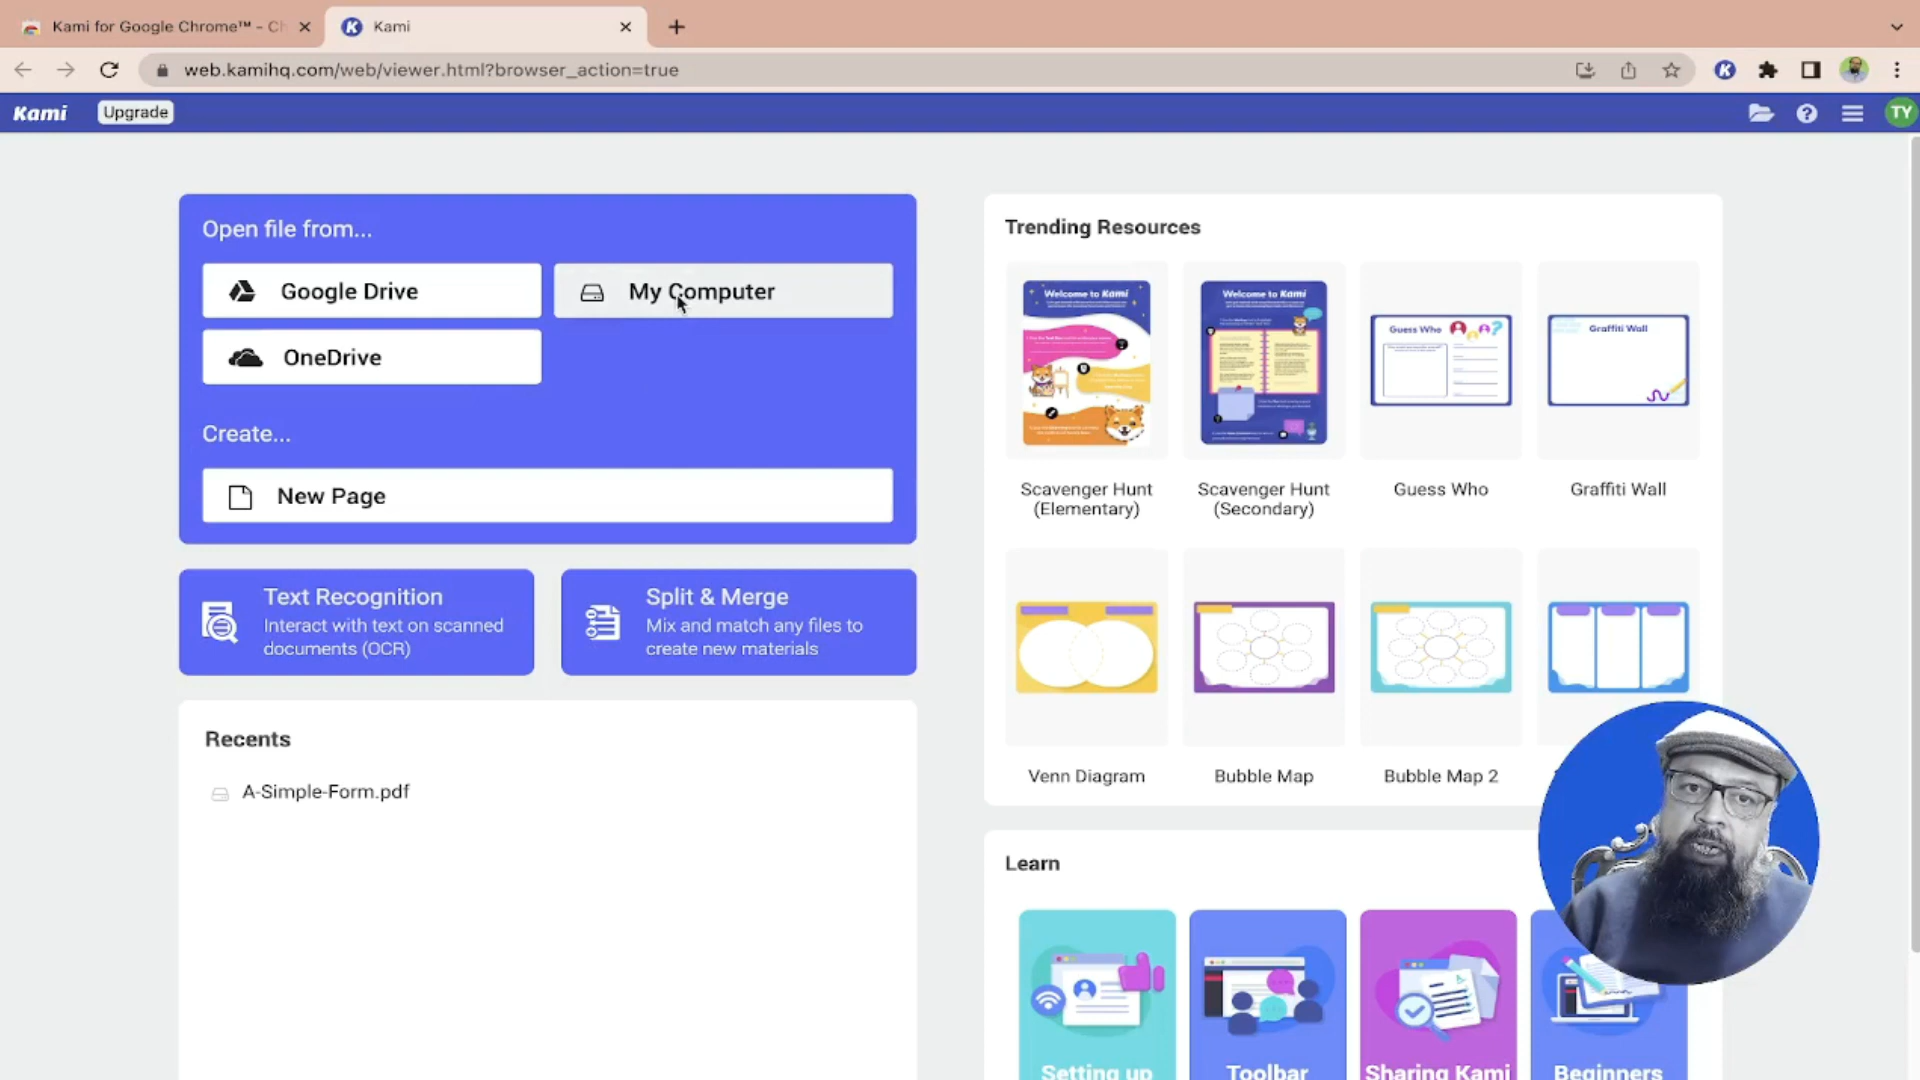 Kami for Google Chrome™ - Ch
Kami
web.kamihq.com/web/viewer.html?browser_action=true
Kami
Upgrade
TY
Open file from...
Google Drive
My Computer
OneDrive
Create...
New Page
Text Recognition
Interact with text on scanned
documents (OCR)
Split & Merge
Mix and match any files to
create new materials
Recents
A-Simple-Form.pdf
Trending Resources
Welcome to Kami
Welcome to Kami
Guess Who
Graffiti Wall
Scavenger Hunt
(Elementary)
Scavenger Hunt
(Secondary)
Guess Who
Graffiti Wall
Venn Diagram
Bubble Map
Bubble Map 2
Learn
Setting up
Toolbar
Sharing Kami
Beginners